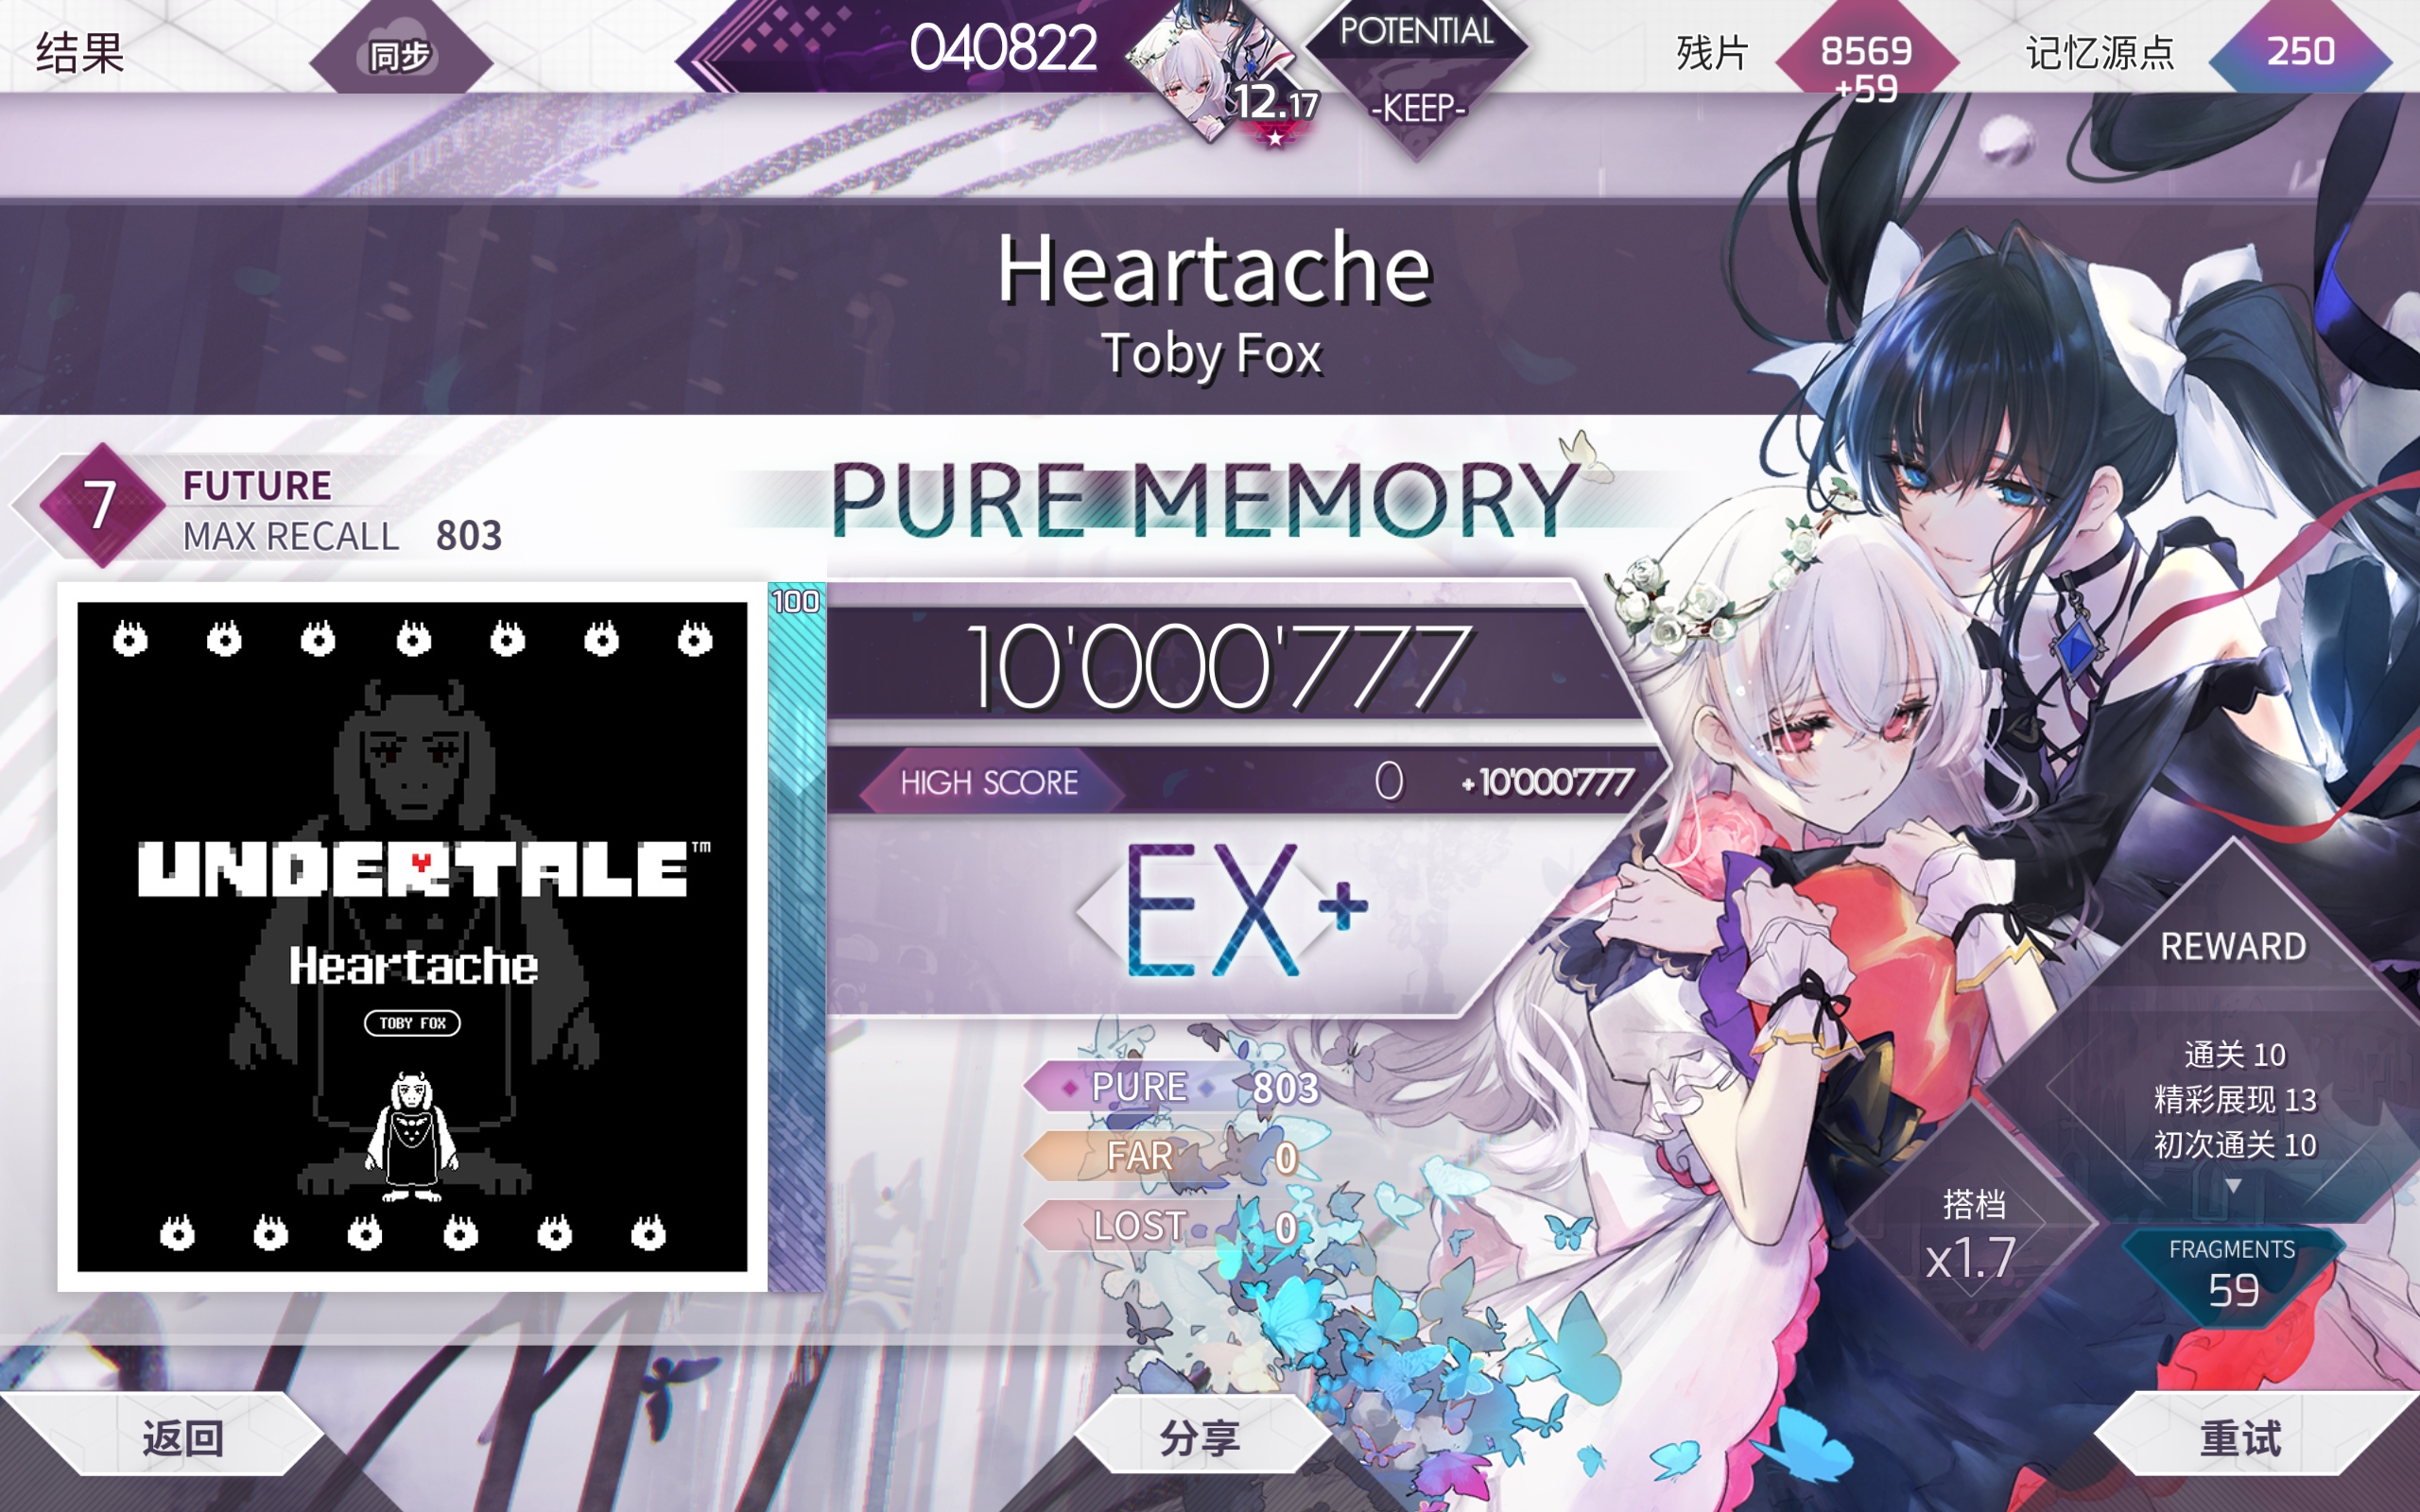 结果
同步
040822
12.17
POTENTIAL
-KEEP-
残片
8569
+59
记忆源点
250
Heartache
Toby Fox
7
FUTURE
MAX RECALL 803
PURE MEMORY
100
10'000'777
HIGH SCORE 0 +10'000'777
EX+
UNDERTALE™
Heartache
TOBY FOX
PURE 803
FAR 0
LOST 0
REWARD
通关 10
精彩展现 13
初次通关 10
搭档
x1.7
FRAGMENTS
59
返回
分享
重试